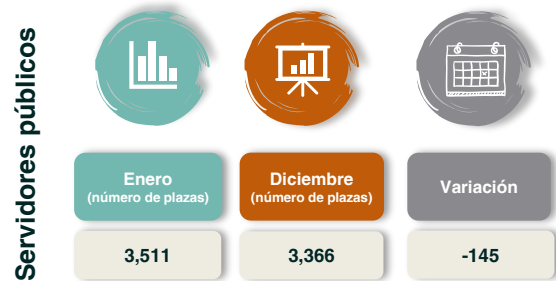 Servidores públicos
Enero
(número de plazas)
Diciembre
(número de plazas)
Variación
3,511
3,366
-145